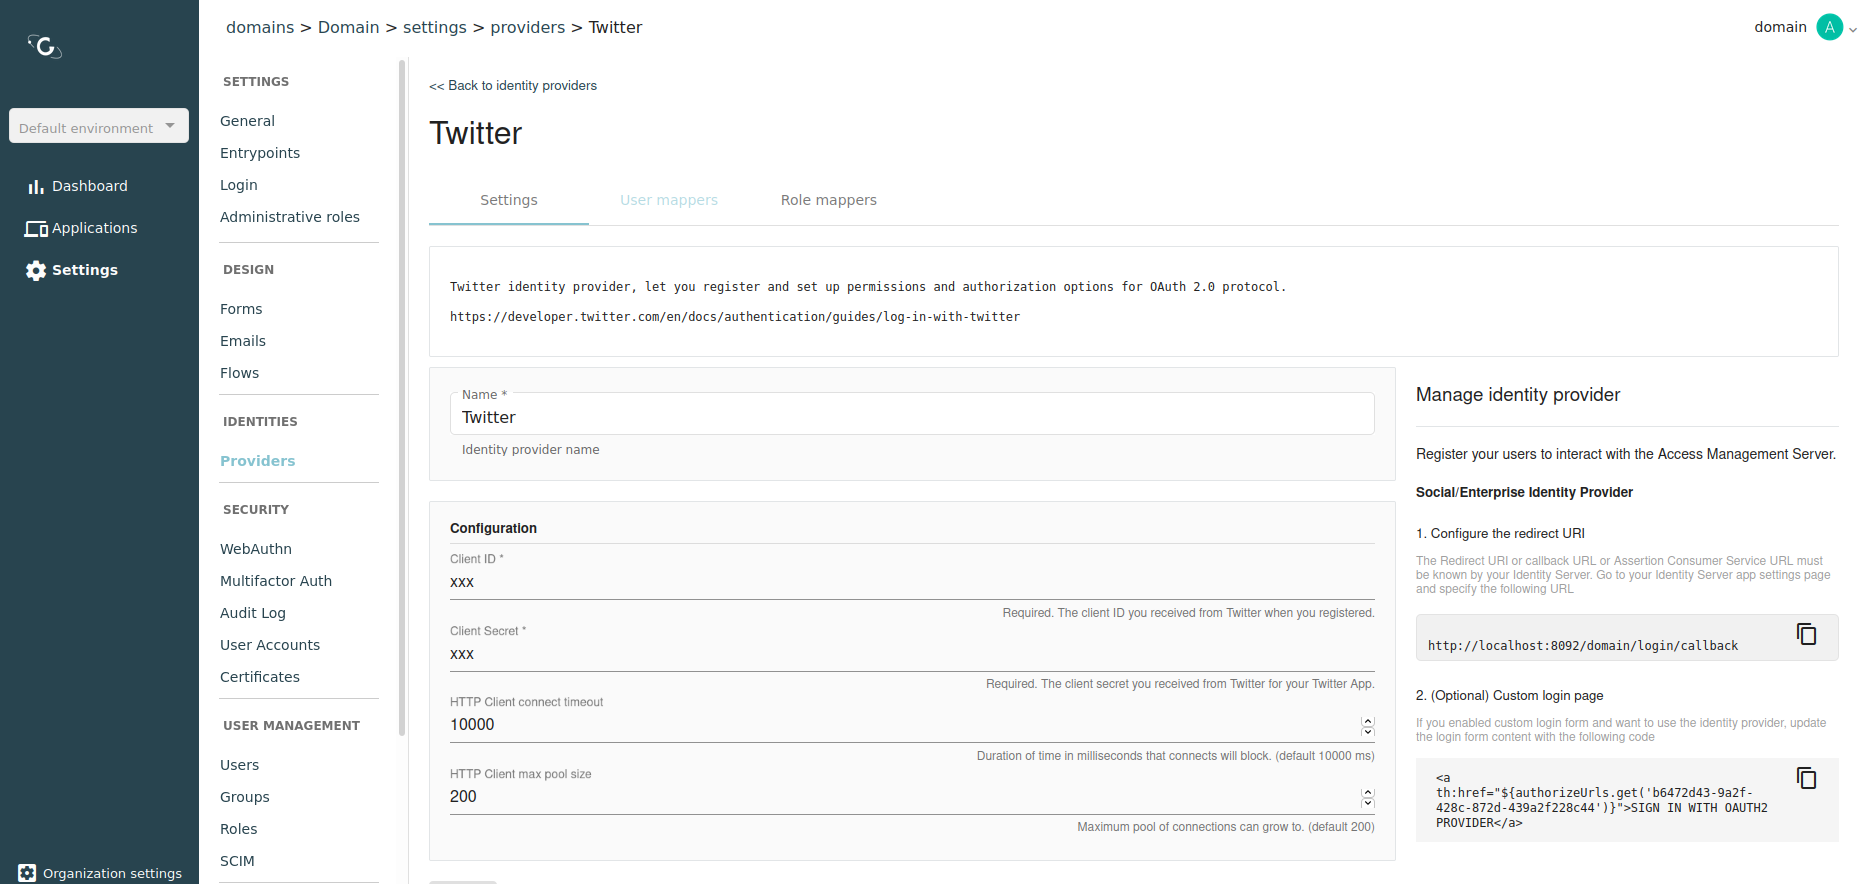 domains > Domain > settings > providers > Twitter
domain
A
Default environment
Dashboard
Applications
Settings
Organization settings
SETTINGS
General
Entrypoints
Login
Administrative roles
DESIGN
Forms
Emails
Flows
IDENTITIES
Providers
SECURITY
WebAuthn
Multifactor Auth
Audit Log
User Accounts
Certificates
USER MANAGEMENT
Users
Groups
Roles
SCIM
<< Back to identity providers
Twitter
Settings
User mappers
Role mappers
Twitter identity provider, let you register and set up permissions and authorization options for OAuth 2.0 protocol.
https://developer.twitter.com/en/docs/authentication/guides/log-in-with-twitter
Name *
Twitter
Identity provider name
Configuration
Client ID *
xxx
Required. The client ID you received from Twitter when you registered.
Client Secret *
xxx
Required. The client secret you received from Twitter for your Twitter App.
HTTP Client connect timeout
10000
Duration of time in milliseconds that connects will block. (default 10000 ms)
HTTP Client max pool size
200
Maximum pool of connections can grow to. (default 200)
Manage identity provider
Register your users to interact with the Access Management Server.
Social/Enterprise Identity Provider
1. Configure the redirect URI
The Redirect URI or callback URL or Assertion Consumer Service URL must
be known by your Identity Server. Go to your Identity Server app settings page
and specify the following URL
http://localhost:8092/domain/login/callback
2. (Optional) Custom login page
If you enabled custom login form and want to use the identity provider, update
the login form content with the following code
<a
th:href="${authorizeUrls.get('b6472d43-9a2f-
428c-872d-439a2f228c44')}">SIGN IN WITH OAUTH2
PROVIDER</a>